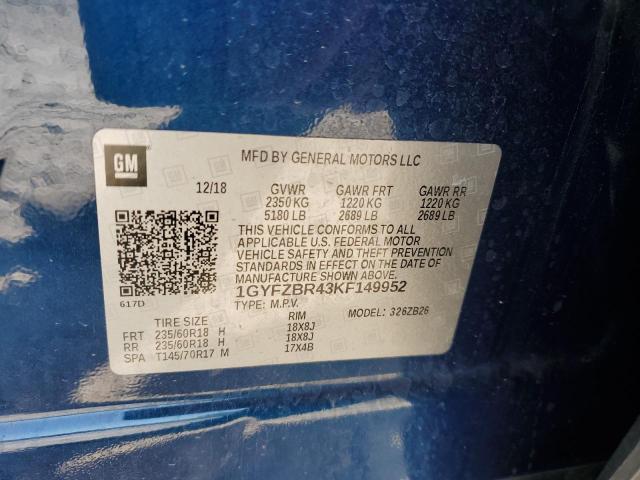 GM
MFD BY GENERAL MOTORS LLC
12/18 GVWR GAWR FRT GAWR RR
2350 KG 1220 KG 1220 KG
5180 LB 2689 LB 2689 LB
THIS VEHICLE CONFORMS TO ALL
APPLICABLE U.S. FEDERAL MOTOR
VEHICLE SAFETY AND THEFT PREVENTION
STANDARDS IN EFFECT ON THE DATE OF
MANUFACTURE SHOWN ABOVE.
617D
1GYFZBR43KF149952
TYPE: M.P.V. MODEL: 326ZB26
TIRE SIZE RIM
FRT 235/60R18 H 18X8J
RR 235/60R18 H 18X8J
SPA T145/70R17 M 17X4B